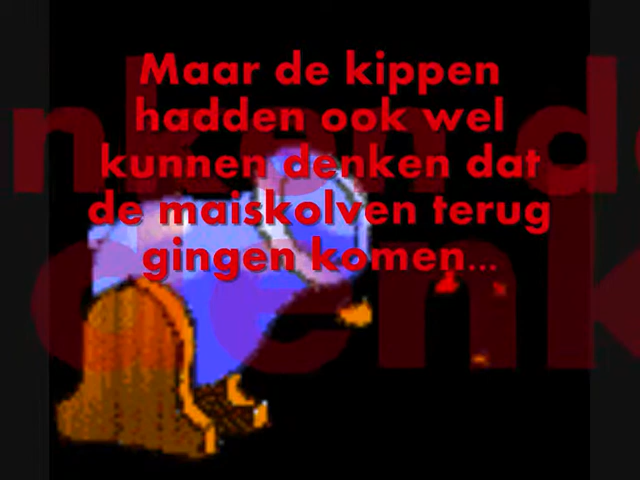 Maar de kippen
hadden ook wel
kunnen denken dat
de maiskolven terug
gingen komen...